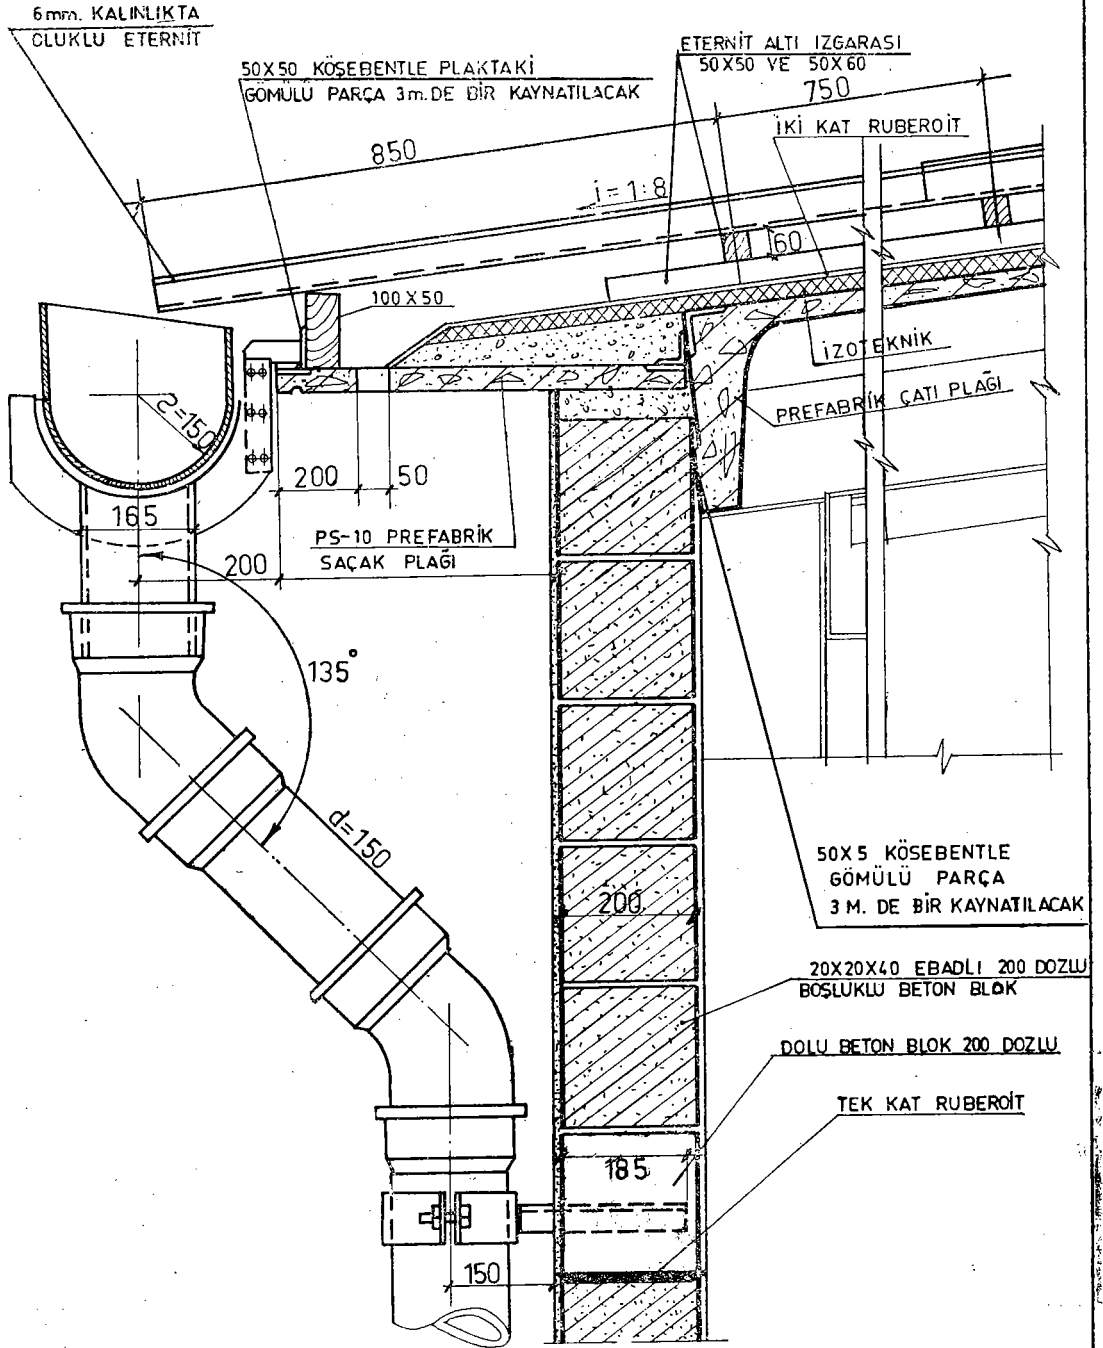 6mm. KALINLIKTA
OLUKLU ETERNİT
50X50 KÖŞEBENTLE PLAKTAKİ
GÖMÜLÜ PARÇA 3m.DE BİR KAYNATILACAK
ETERNİT ALTI IZGARASI
50X50 VE 50X60
750
850
İKİ KAT RUBEROİT
i=1:8
60
100X50
İZOTEKNİK
PREFABRİK ÇATI PLAĞI
2=150
200
50
165
PS-10 PREFABRİK
SAÇAK PLAĞI
200
135°
d=150
50X5 KÖSEBENTLE
GÖMÜLÜ PARÇA
3 M. DE BİR KAYNATILACAK
200
20X20X40 EBADLI 200 DOZLU
BOŞLUKLU BETON BLOK
DOLU BETON BLOK 200 DOZLU
TEK KAT RUBEROİT
185
150